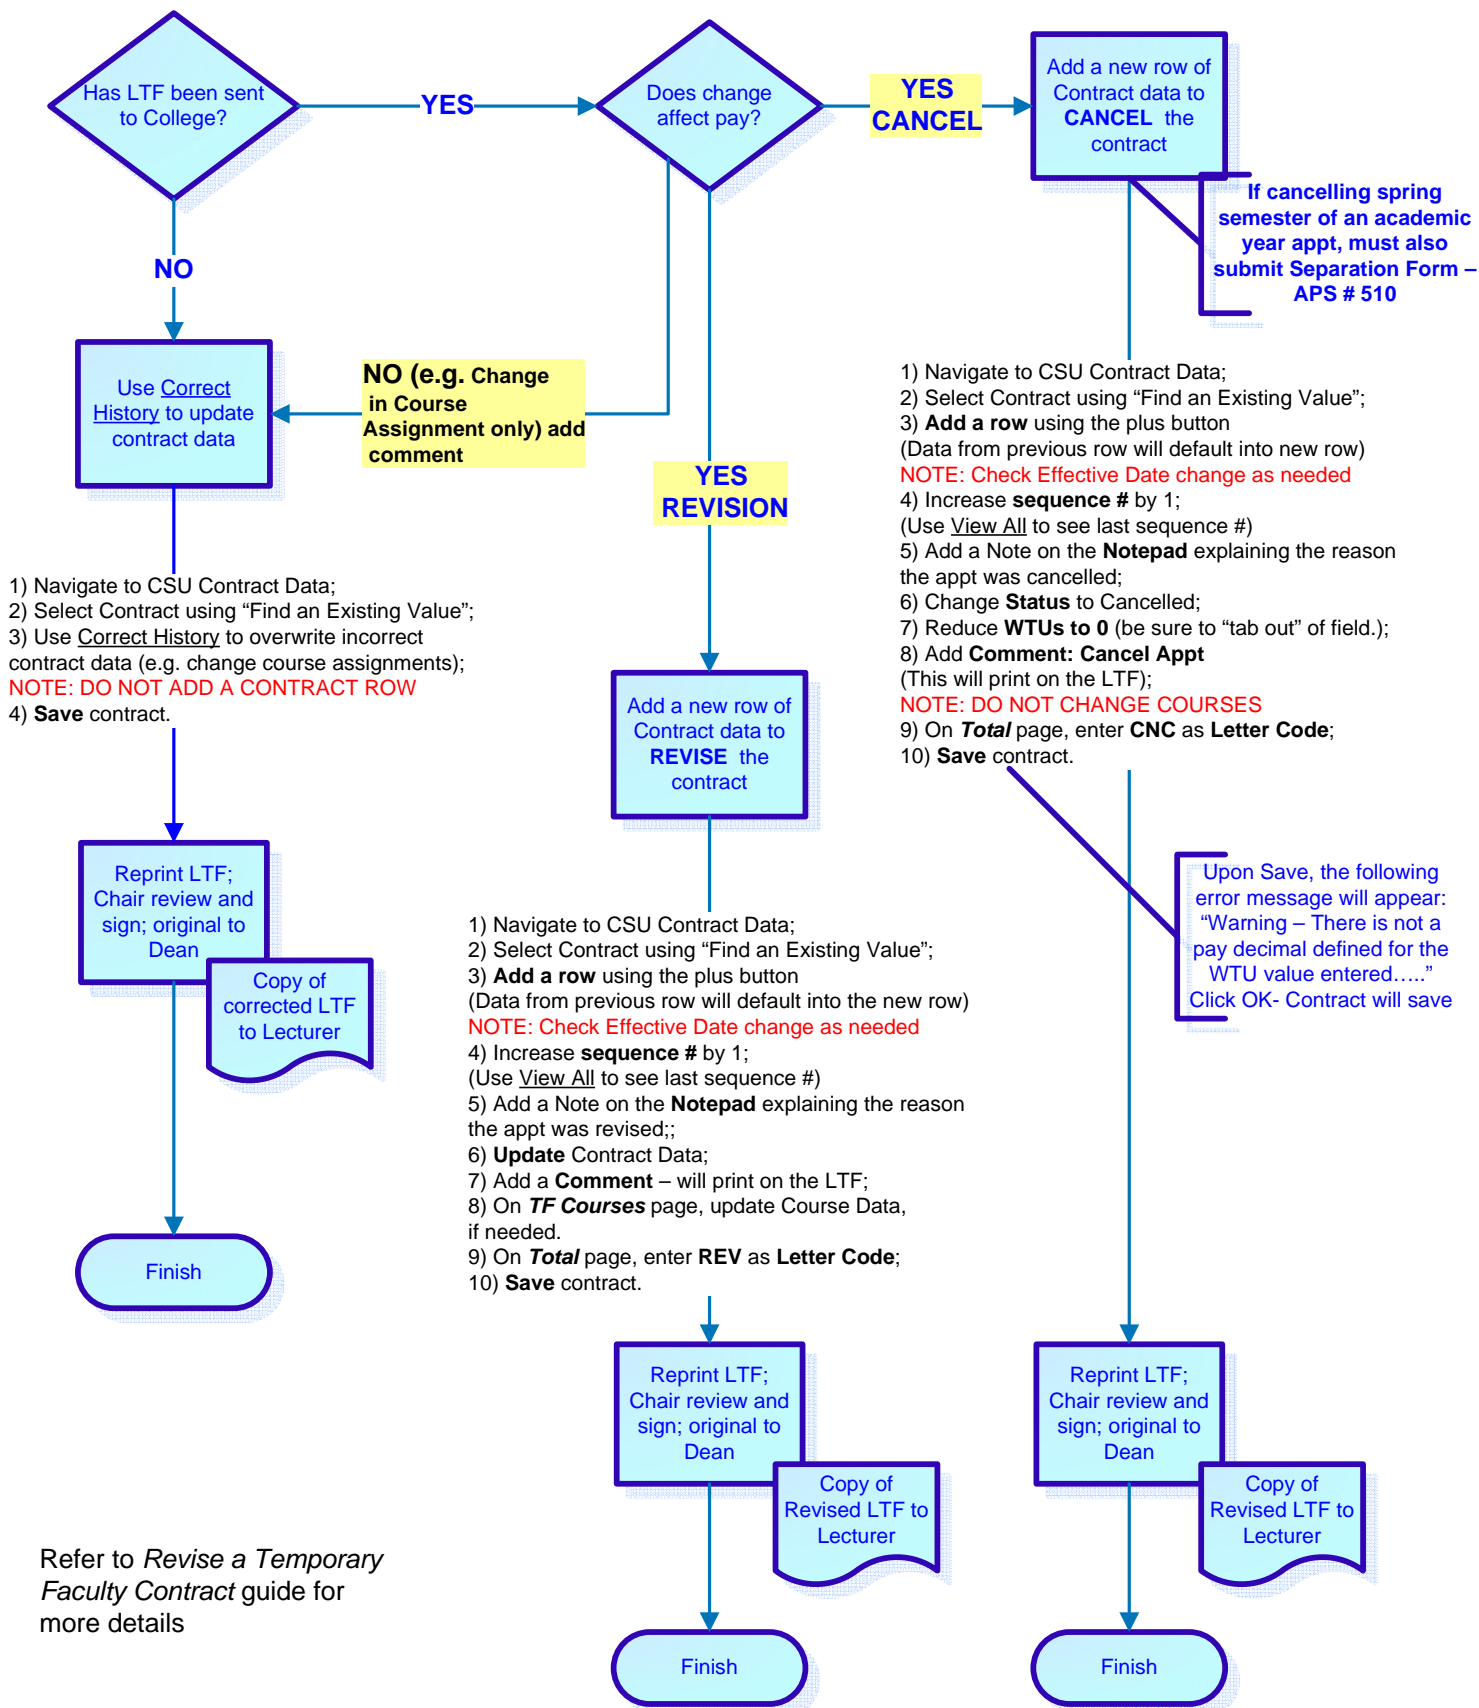 Has LTF been sent
to College?
YES
Does change
affect pay?
YES
CANCEL
Add a new row of
Contract data to
CANCEL the
contract
If cancelling spring
semester of an academic
year appt, must also
submit Separation Form –
APS # 510
NO
Use Correct
History to update
contract data
NO (e.g. Change
in Course
Assignment only) add
comment
YES
REVISION
1) Navigate to CSU Contract Data;
2) Select Contract using “Find an Existing Value”;
3) Add a row using the plus button
(Data from previous row will default into new row)
NOTE: Check Effective Date change as needed
4) Increase sequence # by 1;
(Use View All to see last sequence #)
5) Add a Note on the Notepad explaining the reason
the appt was cancelled;
6) Change Status to Cancelled;
7) Reduce WTUs to 0 (be sure to “tab out” of field.);
8) Add Comment: Cancel Appt
(This will print on the LTF);
NOTE: DO NOT CHANGE COURSES
9) On Total page, enter CNC as Letter Code;
10) Save contract.
1) Navigate to CSU Contract Data;
2) Select Contract using “Find an Existing Value”;
3) Use Correct History to overwrite incorrect
contract data (e.g. change course assignments);
NOTE: DO NOT ADD A CONTRACT ROW
4) Save contract.
Add a new row of
Contract data to
REVISE the
contract
Upon Save, the following
error message will appear:
“Warning – There is not a
pay decimal defined for the
WTU value entered…..”
Click OK- Contract will save
Reprint LTF;
Chair review and
sign; original to
Dean
Copy of
corrected LTF
to Lecturer
1) Navigate to CSU Contract Data;
2) Select Contract using “Find an Existing Value”;
3) Add a row using the plus button
(Data from previous row will default into the new row)
NOTE: Check Effective Date change as needed
4) Increase sequence # by 1;
(Use View All to see last sequence #)
5) Add a Note on the Notepad explaining the reason
the appt was revised;;
6) Update Contract Data;
7) Add a Comment – will print on the LTF;
8) On TF Courses page, update Course Data,
if needed.
9) On Total page, enter REV as Letter Code;
10) Save contract.
Finish
Reprint LTF;
Chair review and
sign; original to
Dean
Copy of
Revised LTF to
Lecturer
Reprint LTF;
Chair review and
sign; original to
Dean
Copy of
Revised LTF to
Lecturer
Refer to Revise a Temporary
Faculty Contract guide for
more details
Finish
Finish